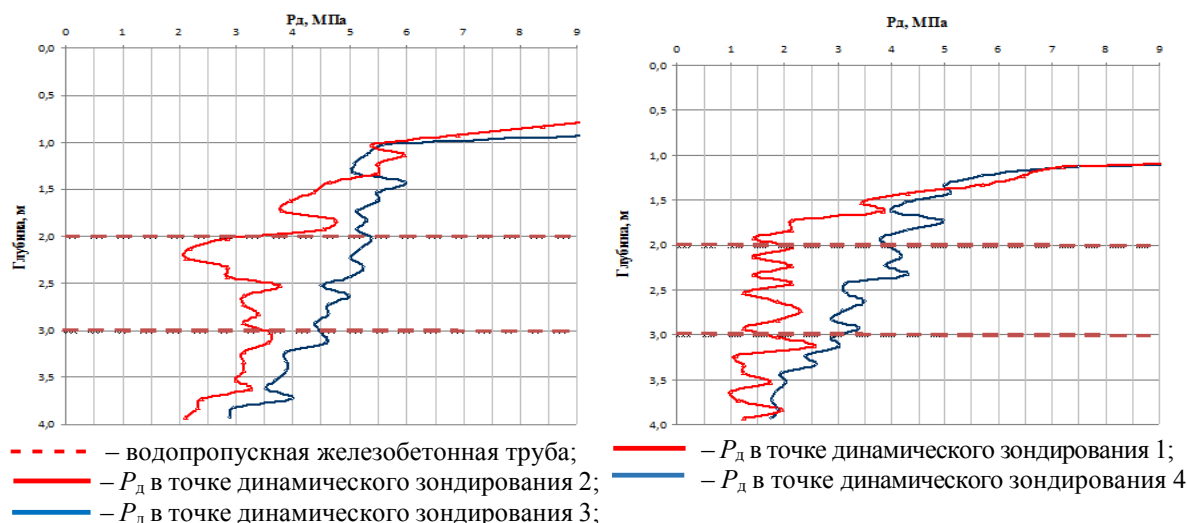 Рд, МПа
0 1 2 3 4 5 6 7 8 9
0,0
0,5
1,0
1,5
2,0
2,5
3,0
3,5
4,0
Глубина, м
– водопропускная железобетонная труба;
– Pд в точке динамического зондирования 2;
– Pд в точке динамического зондирования 3;
Рд, МПа
0 1 2 3 4 5 6 7 8 9
0,0
0,5
1,0
1,5
2,0
2,5
3,0
3,5
4,0
Глубина, м
– Pд в точке динамического зондирования 1;
– Pд в точке динамического зондирования 4